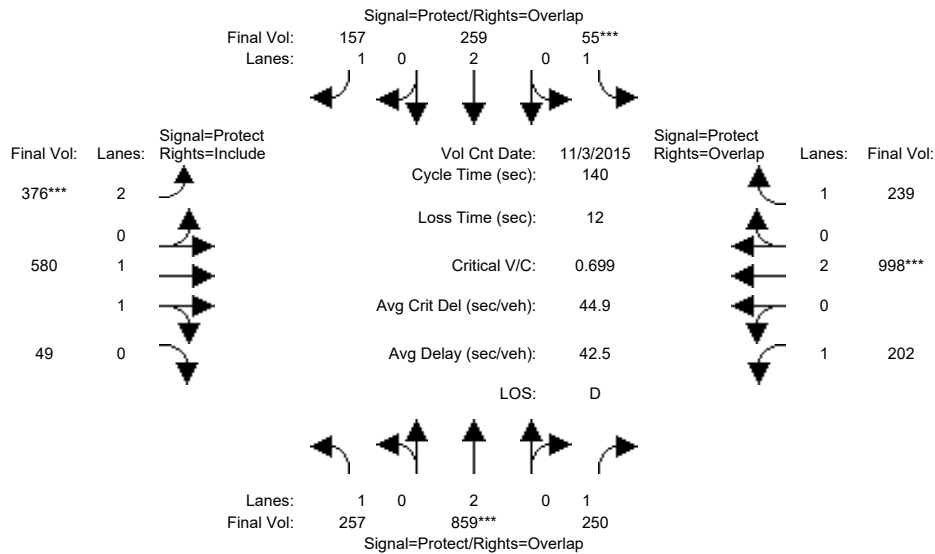 Signal=Protect/Rights=Overlap
Final Vol: 157 259 55***
Lanes: 1 0 2 0 1
Signal=Protect
Final Vol: Lanes: Rights=Include
Vol Cnt Date: 11/3/2015
Signal=Protect
Rights=Overlap Lanes: Final Vol:
Cycle Time (sec): 140
376*** 2
1 239
Loss Time (sec): 12
0
0
580 1
Critical V/C: 0.699
2 998***
1
Avg Crit Del (sec/veh): 44.9
0
49 0
Avg Delay (sec/veh): 42.5
1 202
LOS: D
Lanes: 1 0 2 0 1
Final Vol: 257 859*** 250
Signal=Protect/Rights=Overlap